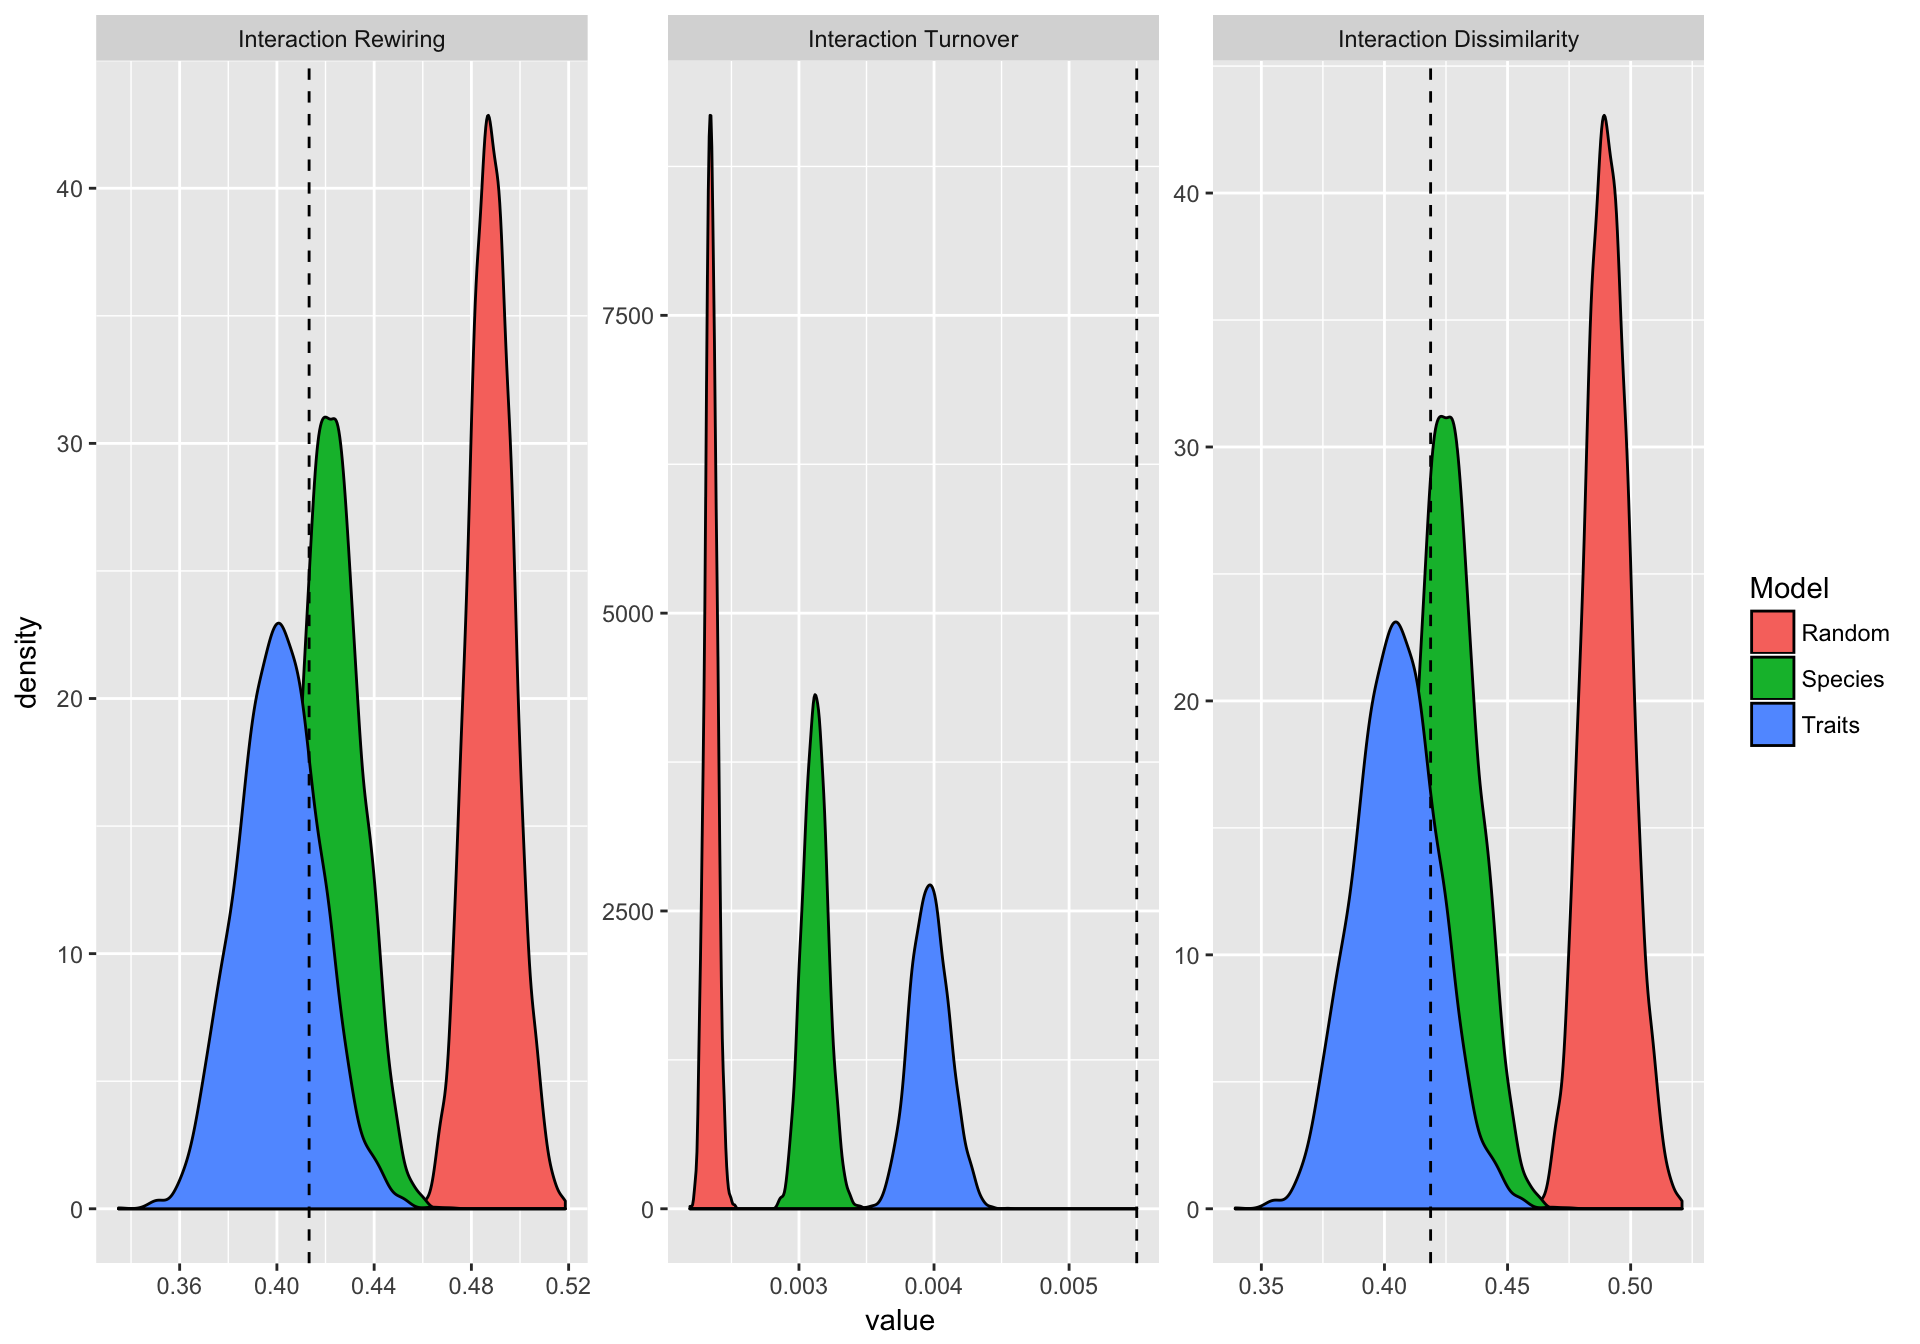 Interaction Rewiring
Interaction Turnover
Interaction Dissimilarity
density
40
30
20
10
0
7500
5000
2500
0
40
30
20
10
0
0.36 0.40 0.44 0.48 0.52
0.003 0.004 0.005
0.35 0.40 0.45 0.50
value
Model
Random
Species
Traits